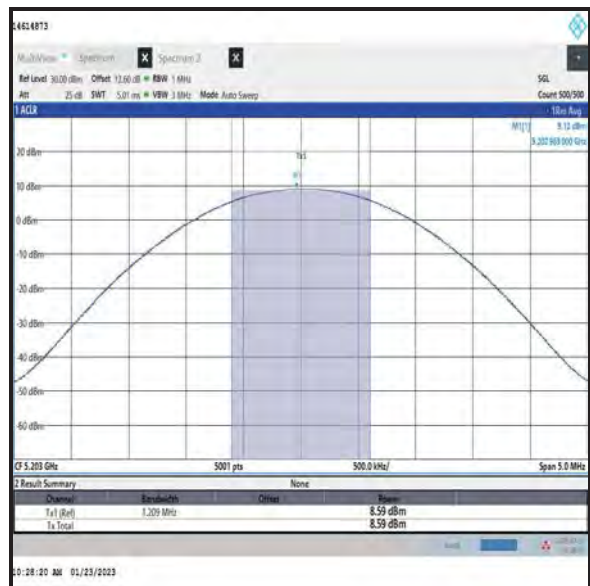 14614873
MultiView Spectrum X Spectrum 2 X
Ref Level 30.00 dBm Offset 12.60 dB RBW 1 MHz SGL
Att 25 dB SWT 5.01 ms VBW 3 MHz Mode Auto Sweep Count 500/500
1 ACLR 1Rm Avg
M1[1] 9.12 dBm
5.202 963 000 GHz
Tx1
M1
20 dBm
10 dBm
0 dBm
-10 dBm
-20 dBm
-30 dBm
-40 dBm
-50 dBm
-60 dBm
CF 5.203 GHz 5001 pts 500.0 kHz/ Span 5.0 MHz
2 Result Summary None
Channel Bandwidth Offset Power
Tx1 (Ref) 1.209 MHz 8.59 dBm
Tx Total 8.59 dBm
10:28:20 AM 01/23/2023